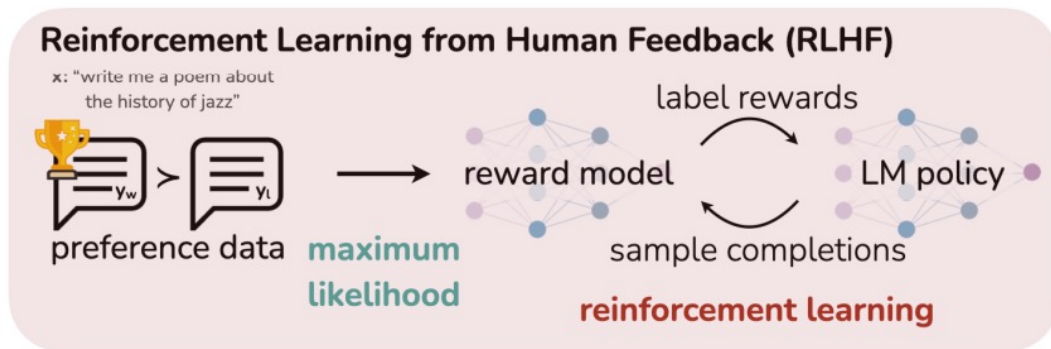 Reinforcement Learning from Human Feedback (RLHF)
x: “write me a poem about
the history of jazz”
label rewards
yw
≻
yl
reward model
LM policy
preference data
maximum
likelihood
sample completions
reinforcement learning